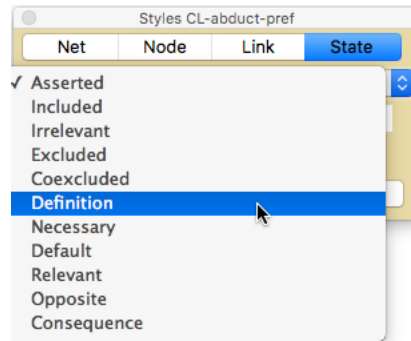 Styles CL-abduct-pref
Net Node Link State
✓ Asserted
Included
Irrelevant
Excluded
Coexcluded
Definition
Necessary
Default
Relevant
Opposite
Consequence